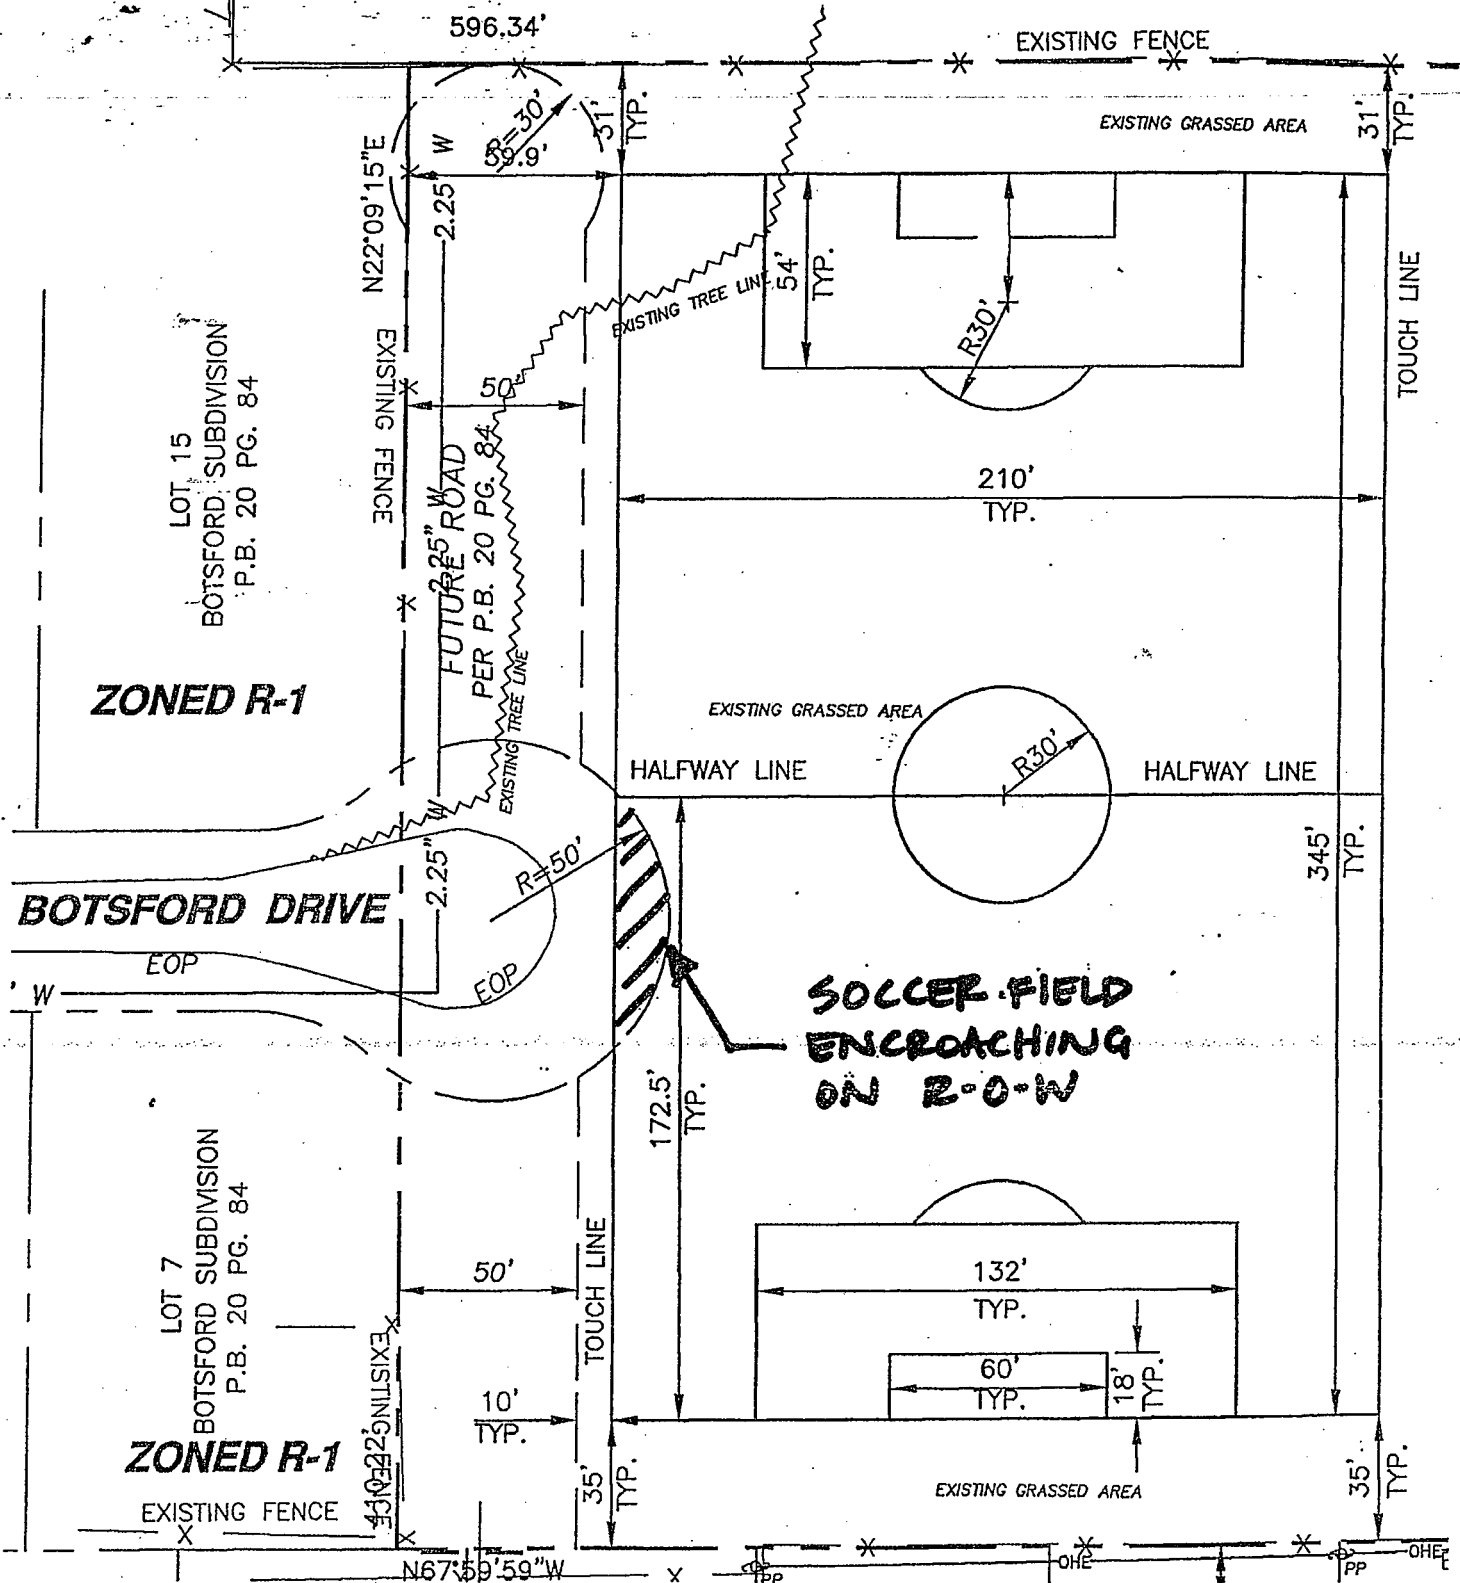 596.34'
EXISTING FENCE
R=30'
59.9'
31'
TYP.
EXISTING GRASSED AREA
31'
TYP.
N22°09'15"E
W
2.25
54'
TYP.
EXISTING TREE LINE
R30'
TOUCH LINE
EXISTING FENCE
50'
LOT 15
BOTSFORD SUBDIVISION
P.B. 20 PG. 84
210'
TYP.
FUTURE ROAD
PER P.B. 20 PG. 84
2.25" W
EXISTING TREE LINE
ZONED R-1
EXISTING GRASSED AREA
R30'
HALFWAY LINE
HALFWAY LINE
345'
TYP.
2.25" W
R=50'
BOTSFORD DRIVE
EOP
EOP
' W
SOCCER FIELD
ENCROACHING
ON R-O-W
172.5'
TYP.
LOT 7
BOTSFORD SUBDIVISION
P.B. 20 PG. 84
50'
TOUCH LINE
132'
TYP.
60'
TYP.
18'
TYP.
10'
TYP.
EXISTING FENCE
410.22'
ZONED R-1
35'
TYP.
35'
TYP.
EXISTING GRASSED AREA
EXISTING FENCE
N67°59'59"W
PP
OHE
PP
OHE